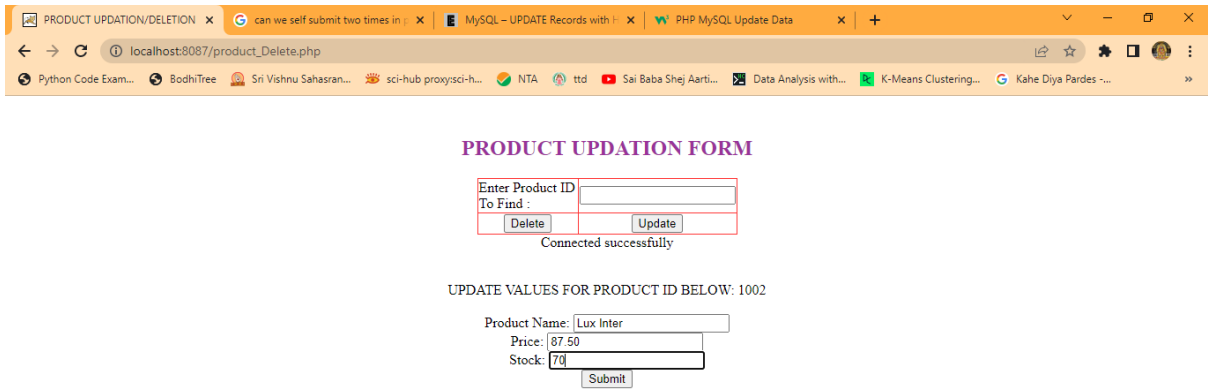 PRODUCT UPDATION/DELETION
can we self submit two times in p
MySQL – UPDATE Records with H
PHP MySQL Update Data
localhost:8087/product_Delete.php
Python Code Exam...
BodhiTree
Sri Vishnu Sahasran...
sci-hub proxy:sci-h...
NTA
ttd
Sai Baba Shej Aarti...
Data Analysis with...
K-Means Clustering...
Kahe Diya Pardes -...
PRODUCT UPDATION FORM
Enter Product ID
To Find :
Delete Update
Connected successfully
UPDATE VALUES FOR PRODUCT ID BELOW: 1002
Product Name: Lux Inter
Price: 87.50
Stock: 70
Submit